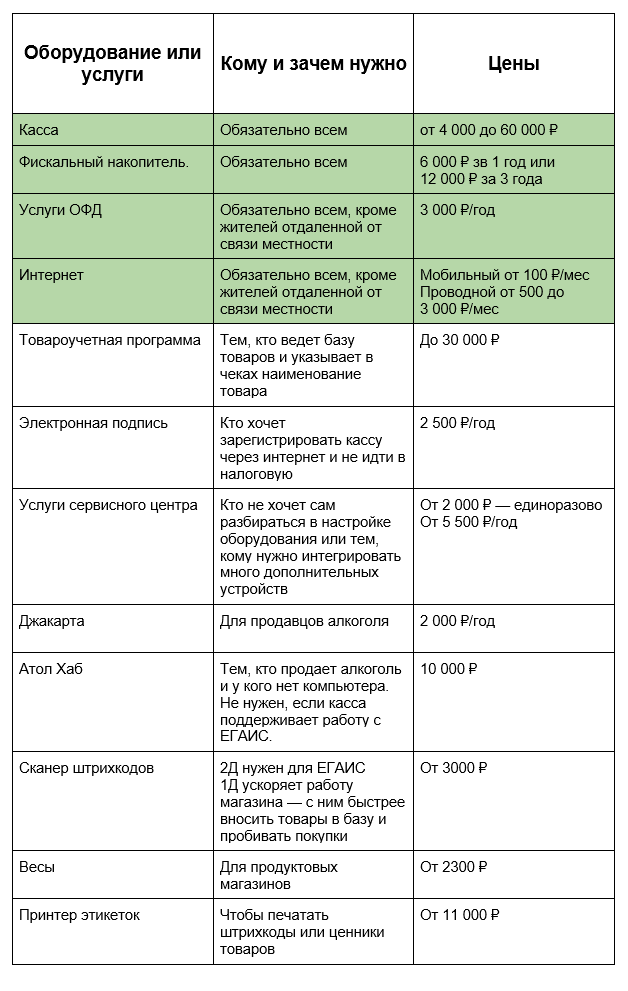 Оборудование или
услуги
Кому и зачем нужно
Цены
Касса
Обязательно всем
от 4 000 до 60 000 ₽
Фискальный накопитель.
Обязательно всем
6 000 ₽ зв 1 год или
12 000 ₽ за 3 года
Услуги ОФД
Обязательно всем, кроме
жителей отдаленной от
связи местности
3 000 ₽/год
Интернет
Обязательно всем, кроме
жителей отдаленной от
связи местности
Мобильный от 100 ₽/мес
Проводной от 500 до
3 000 ₽/мес
Товароучетная программа
Тем, кто ведет базу
товаров и указывает в
чеках наименование
товара
До 30 000 ₽
Электронная подпись
Кто хочет
зарегистрировать кассу
через интернет и не идти в
налоговую
2 500 ₽/год
Услуги сервисного центра
Кто не хочет сам
разбираться в настройке
оборудования или тем,
кому нужно интегрировать
много дополнительных
устройств
От 2 000 ₽ — единоразово
От 5 500 ₽/год
Джакарта
Для продавцов алкоголя
2 000 ₽/год
Атол Хаб
Тем, кто продает алкоголь
и у кого нет компьютера.
Не нужен, если касса
поддерживает работу с
ЕГАИС.
10 000 ₽
Сканер штрихкодов
2Д нужен для ЕГАИС
1Д ускоряет работу
магазина — с ним быстрее
вносить товары в базу и
пробивать покупки
От 3000 ₽
Весы
Для продуктовых
магазинов
От 2300 ₽
Принтер этикеток
Чтобы печатать
штрихкоды или ценники
товаров
От 11 000 ₽